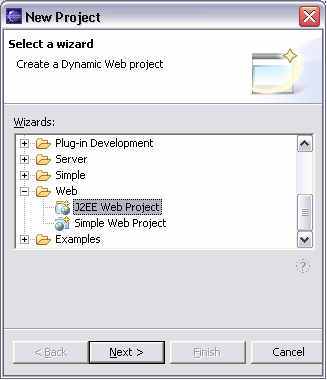 New Project
Select a wizard
Create a Dynamic Web project
Wizards:
Plug-in Development
Server
Simple
Web
J2EE Web Project
Simple Web Project
Examples
< Back Next > Finish Cancel